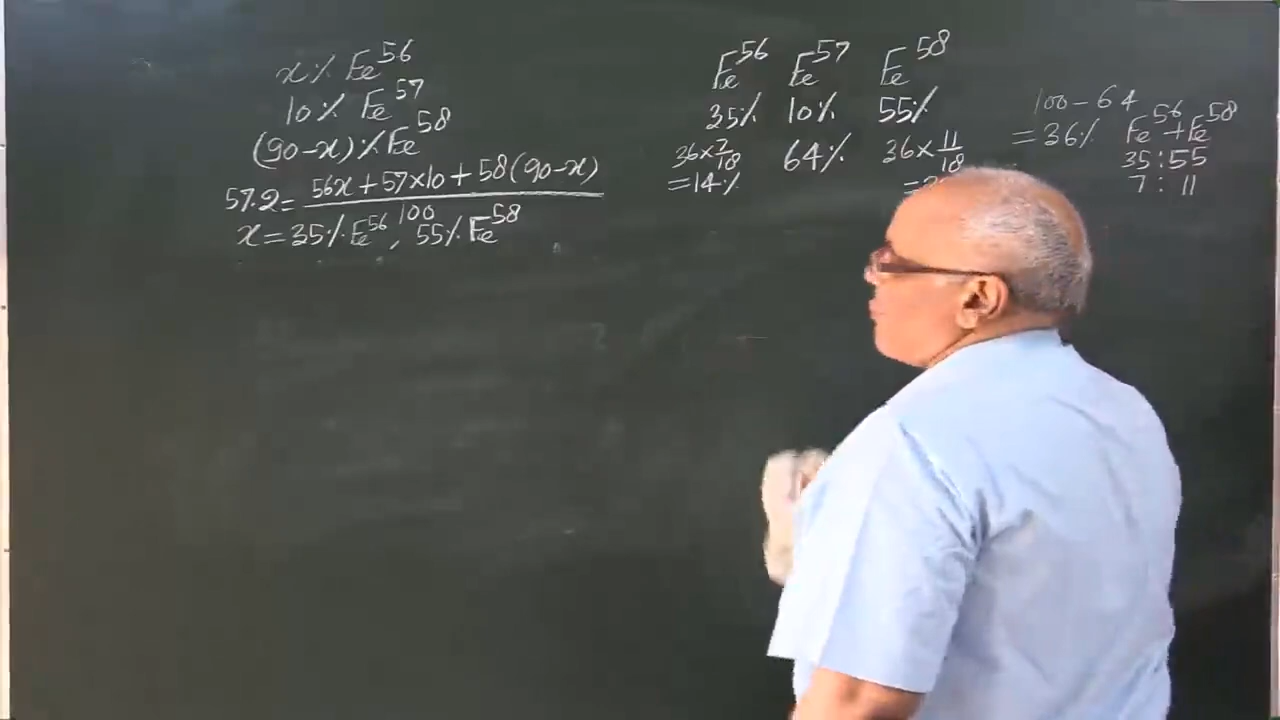 x% Fe⁵⁶
10% Fe⁵⁷
(90-x)% Fe⁵⁸
57.2 = 56x + 57×10 + 58(90-x) / 100
x = 35% Fe⁵⁶, 55% Fe⁵⁸
Fe⁵⁶ Fe⁵⁷ Fe⁵⁸
35% 10% 55%
36×7/18 64% 36×11/18
=14% =2
100-64
=36% Fe⁵⁶+Fe⁵⁸
35:55
7:11